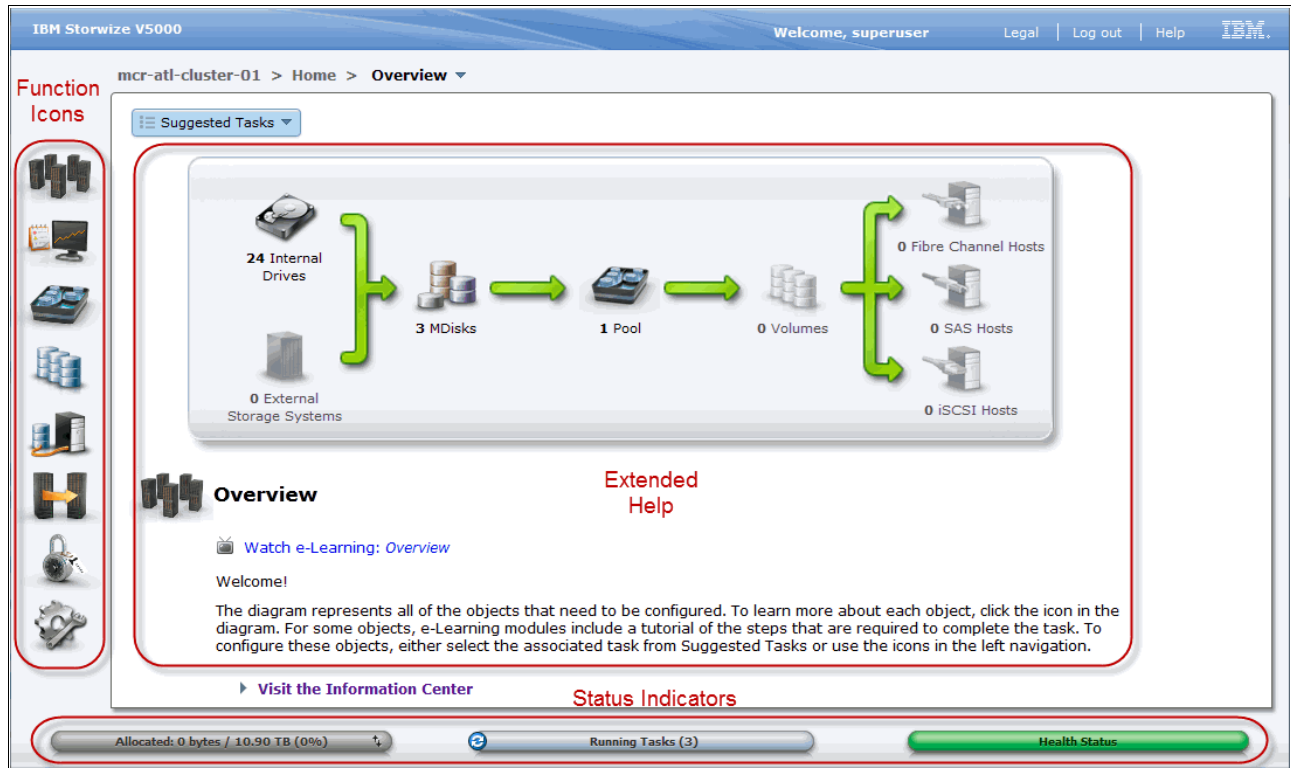 IBM Storwize V5000
Welcome, superuser
Legal | Log out | Help
IBM.
mcr-atl-cluster-01 > Home > Overview
Function
Icons
Suggested Tasks
24 Internal
Drives
0 External
Storage Systems
3 MDisks
1 Pool
0 Volumes
0 Fibre Channel Hosts
0 SAS Hosts
0 iSCSI Hosts
Extended
Help
Overview
Watch e-Learning: Overview
Welcome!
The diagram represents all of the objects that need to be configured. To learn more about each object, click the icon in the
diagram. For some objects, e-Learning modules include a tutorial of the steps that are required to complete the task. To
configure these objects, either select the associated task from Suggested Tasks or use the icons in the left navigation.
Visit the Information Center
Status Indicators
Allocated: 0 bytes / 10.90 TB (0%)
Running Tasks (3)
Health Status